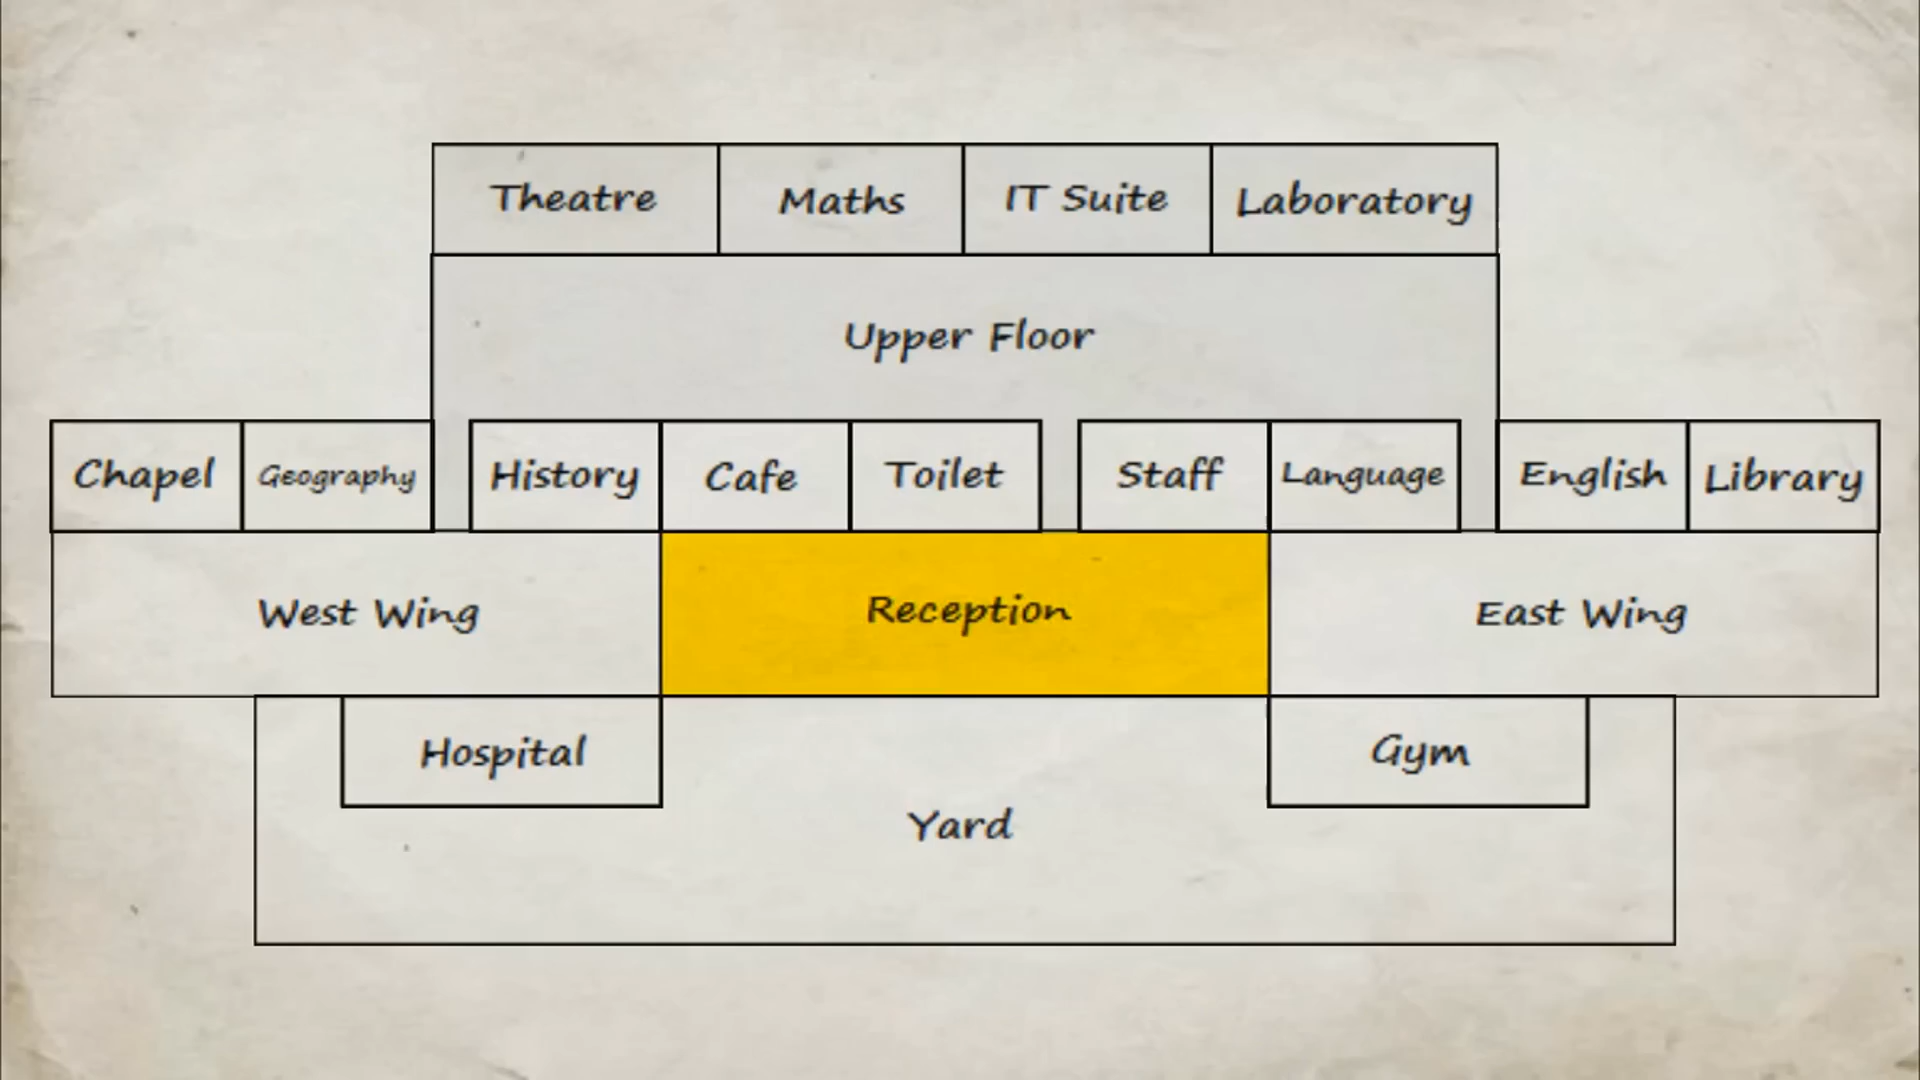 Theatre
Maths
IT Suite
Laboratory
Upper Floor
Chapel
Geography
History
Cafe
Toilet
Staff
Language
English
Library
West Wing
Reception
East Wing
Hospital
Gym
Yard